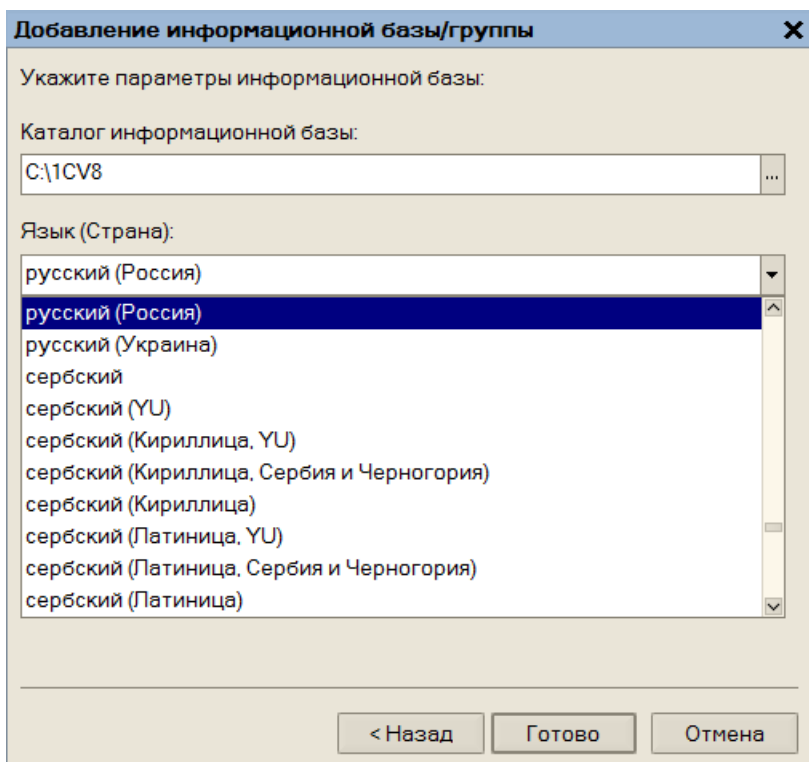 Добавление информационной базы/группы
Укажите параметры информационной базы:
Каталог информационной базы:
C:\1CV8
...
Язык (Страна):
русский (Россия)
русский (Россия)
русский (Украина)
сербский
сербский (YU)
сербский (Кириллица, YU)
сербский (Кириллица, Сербия и Черногория)
сербский (Кириллица)
сербский (Латиница, YU)
сербский (Латиница, Сербия и Черногория)
сербский (Латиница)
< Назад Готово Отмена